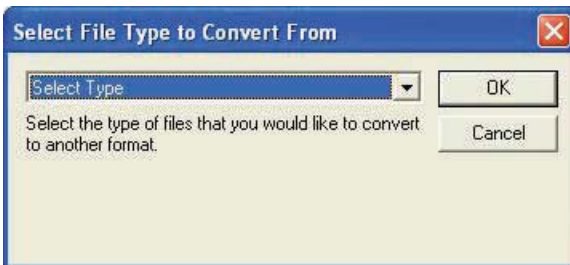 Select File Type to Convert From
Select Type
OK
Select the type of files that you would like to convert
to another format.
Cancel